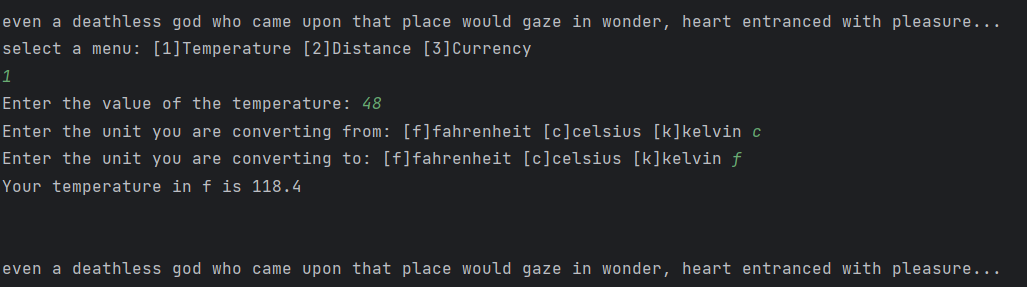 even a deathless god who came upon that place would gaze in wonder, heart entranced with pleasure...
select a menu: [1]Temperature [2]Distance [3]Currency
1
Enter the value of the temperature: 48
Enter the unit you are converting from: [f]fahrenheit [c]celsius [k]kelvin c
Enter the unit you are converting to: [f]fahrenheit [c]celsius [k]kelvin f
Your temperature in f is 118.4
even a deathless god who came upon that place would gaze in wonder, heart entranced with pleasure...